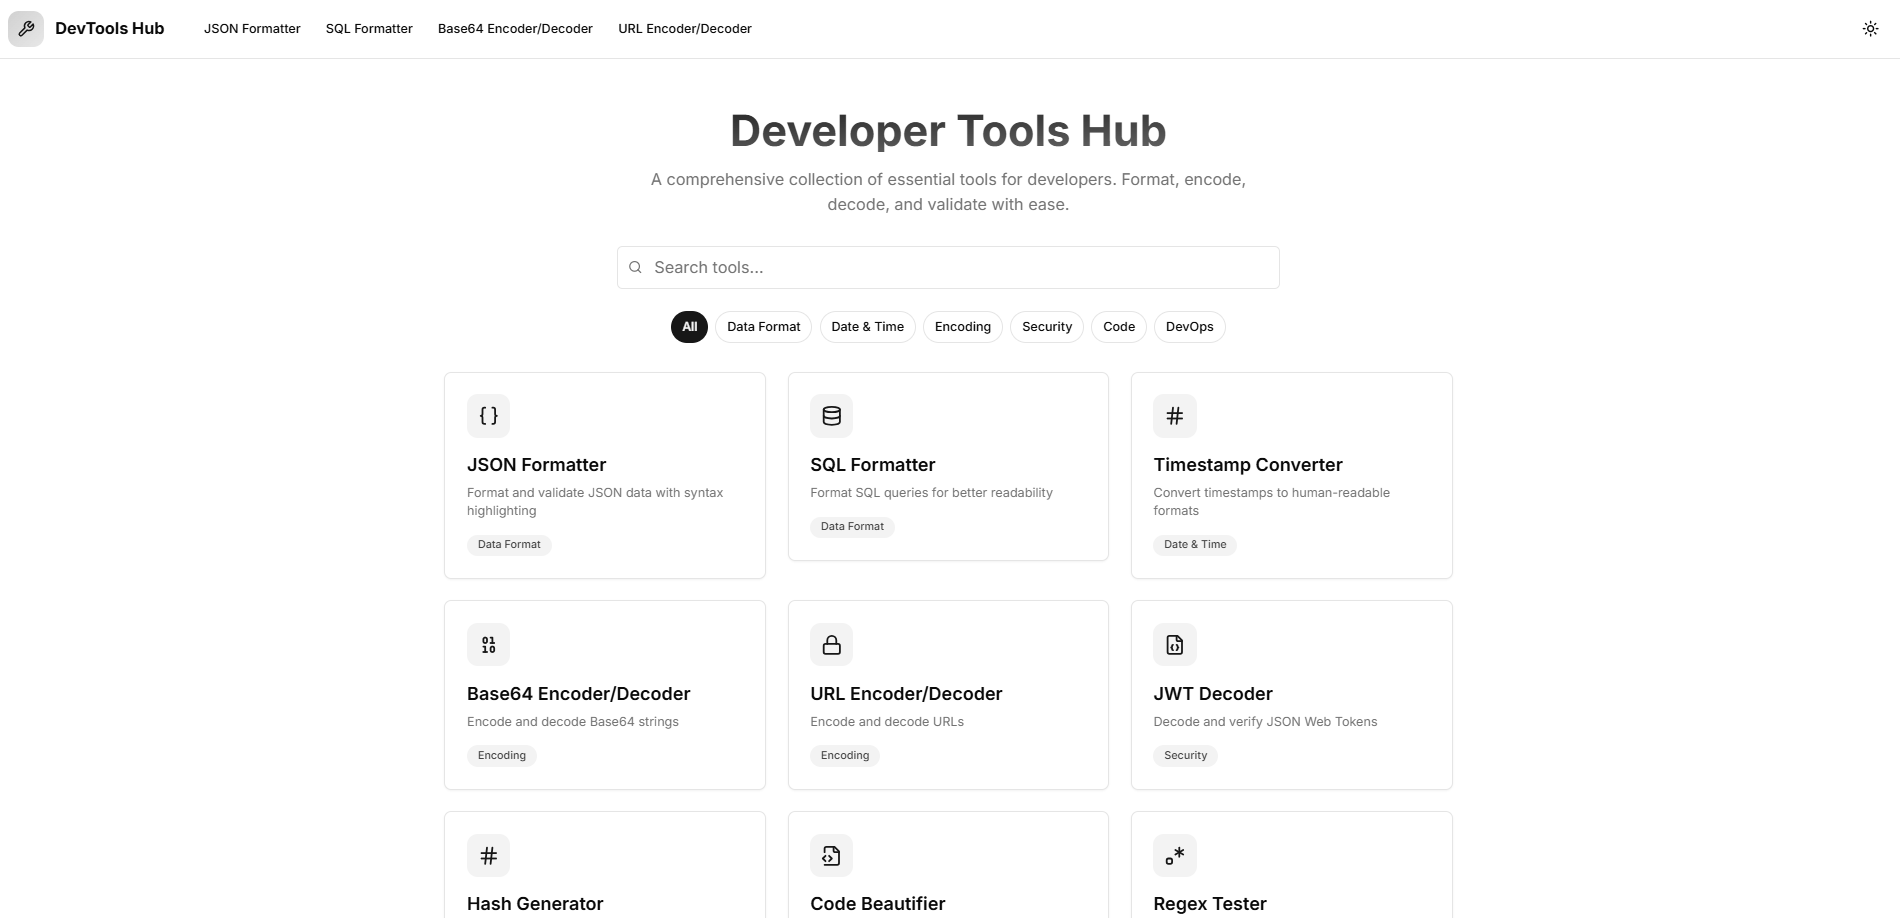 DevTools Hub
JSON Formatter
SQL Formatter
Base64 Encoder/Decoder
URL Encoder/Decoder
Developer Tools Hub
A comprehensive collection of essential tools for developers. Format, encode,
decode, and validate with ease.
Search tools...
All
Data Format
Date & Time
Encoding
Security
Code
DevOps
JSON Formatter
Format and validate JSON data with syntax
highlighting
Data Format
SQL Formatter
Format SQL queries for better readability
Data Format
Timestamp Converter
Convert timestamps to human-readable
formats
Date & Time
Base64 Encoder/Decoder
Encode and decode Base64 strings
Encoding
URL Encoder/Decoder
Encode and decode URLs
Encoding
JWT Decoder
Decode and verify JSON Web Tokens
Security
Hash Generator
Code Beautifier
Regex Tester